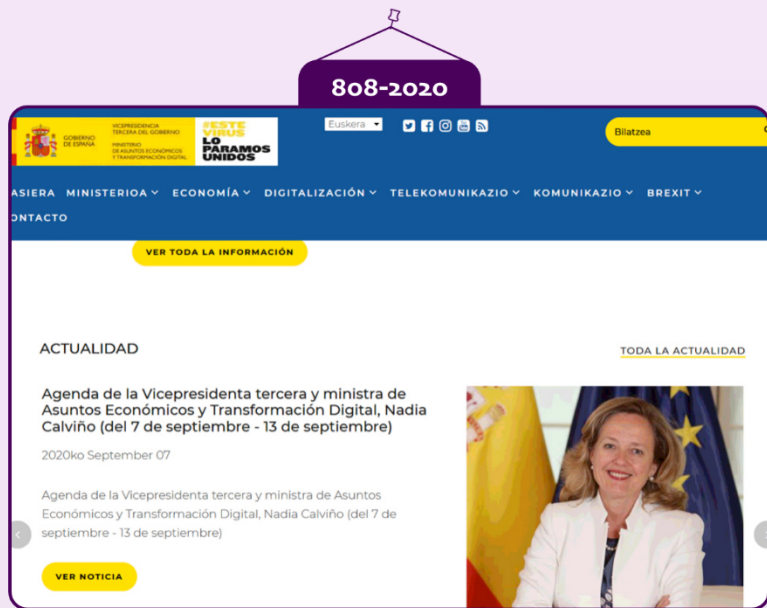 808-2020
GOBIERNO
DE ESPAÑA
VICEPRESIDENCIA
TERCERA DEL GOBIERNO
MINISTERIO
DE ASUNTOS ECONÓMICOS
Y TRANSFORMACIÓN DIGITAL
#ESTE
VIRUS
LO
PARAMOS
UNIDOS
Euskera
Bilatzea
ASIERA MINISTERIOA ECONOMÍA DIGITALIZACIÓN TELEKOMUNIKAZIO KOMUNIKAZIO BREXIT
ONTACTO
VER TODA LA INFORMACIÓN
ACTUALIDAD
TODA LA ACTUALIDAD
Agenda de la Vicepresidenta tercera y ministra de
Asuntos Económicos y Transformación Digital, Nadia
Calviño (del 7 de septiembre - 13 de septiembre)
2020ko September 07
Agenda de la Vicepresidenta tercera y ministra de Asuntos
Económicos y Transformación Digital, Nadia Calviño (del 7 de
septiembre - 13 de septiembre)
VER NOTICIA